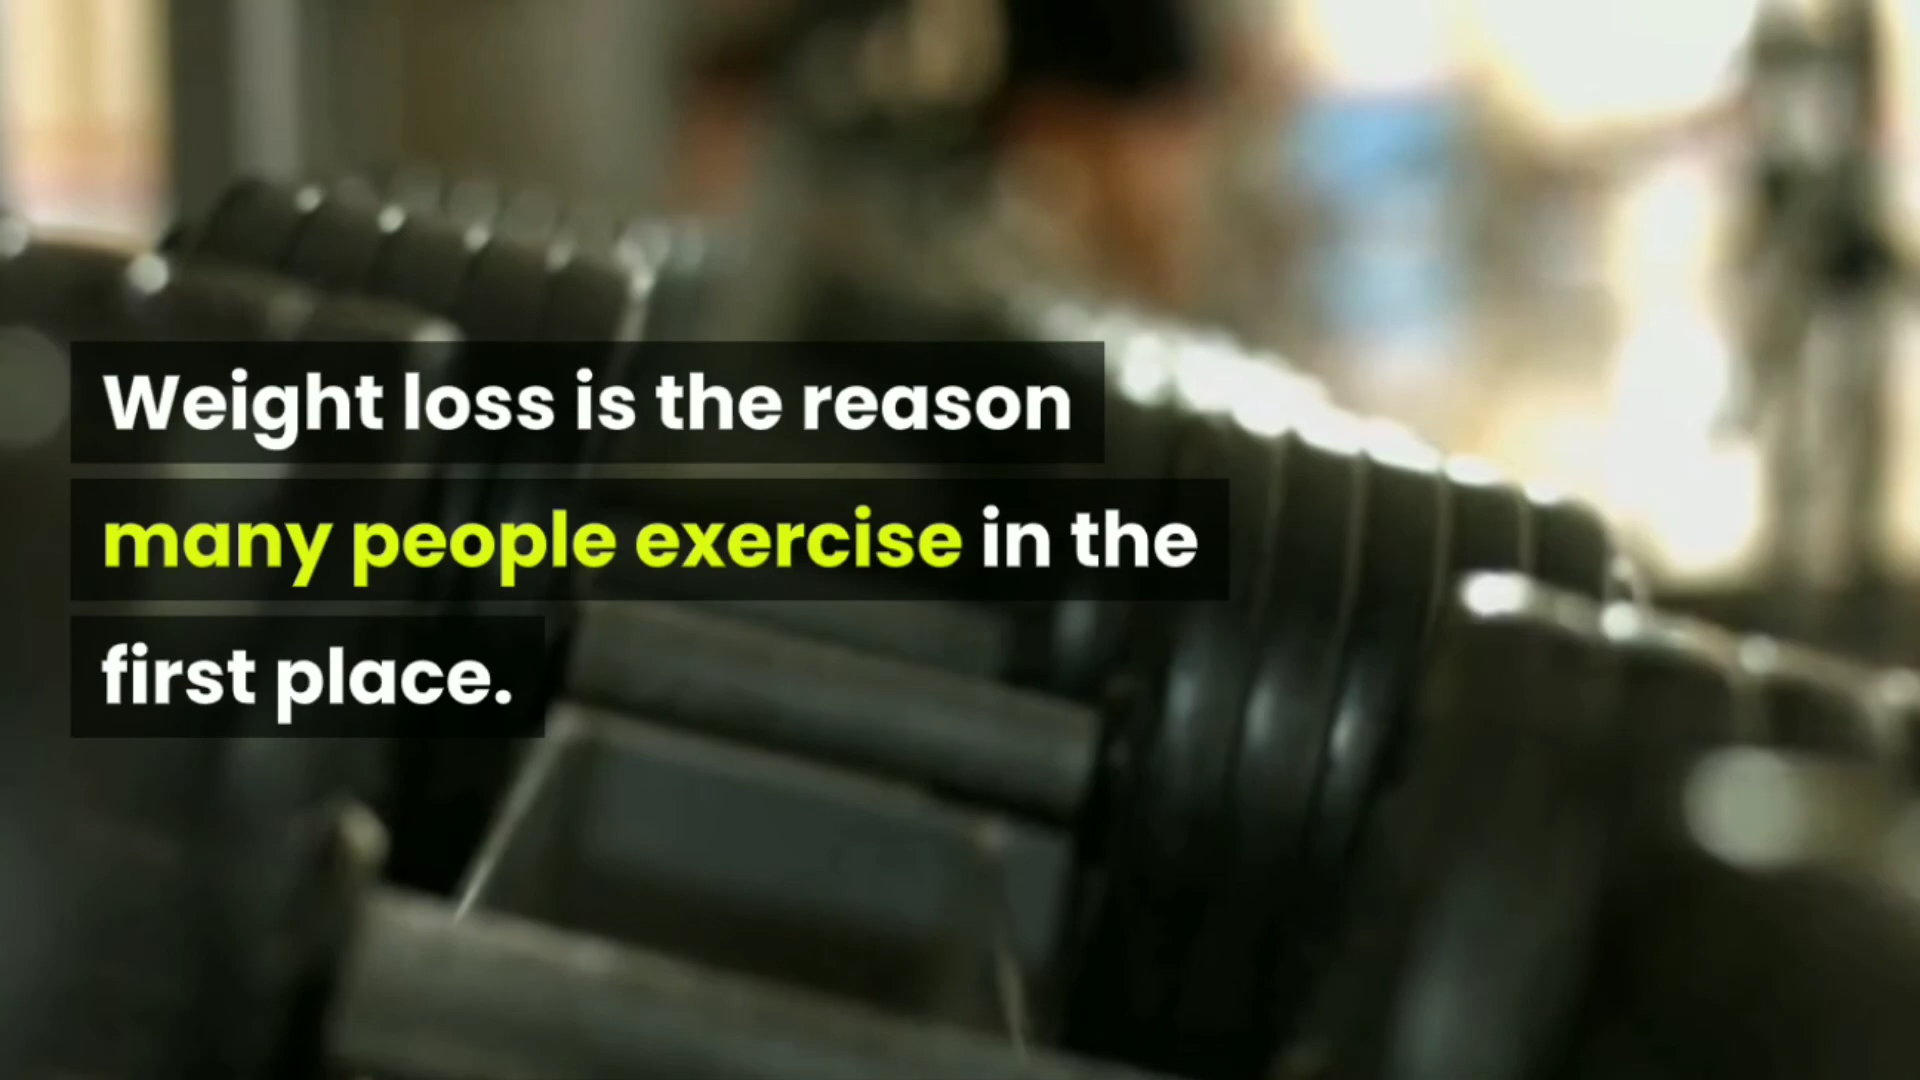 Weight loss is the reason
many people exercise in the
first place.